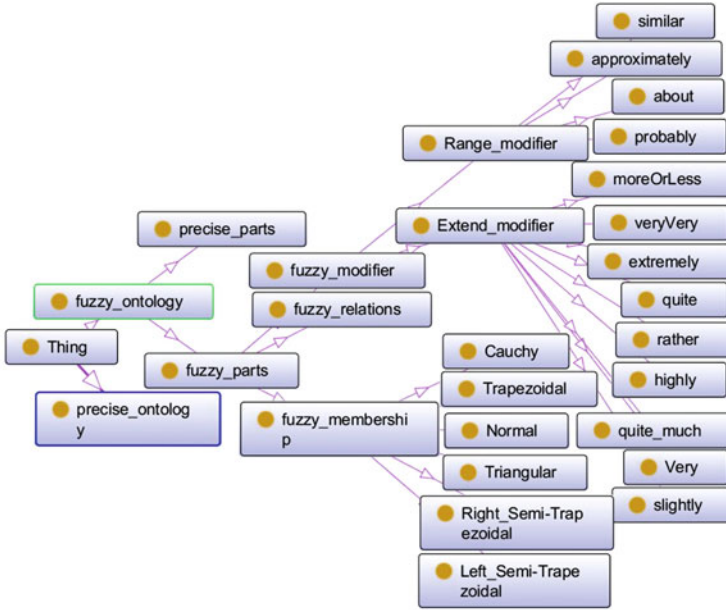 similar
approximately
about
Range_modifier
probably
moreOrLess
precise_parts
Extend_modifier
veryVery
extremely
fuzzy_modifier
fuzzy_ontology
quite
fuzzy_relations
Thing
rather
Cauchy
fuzzy_parts
highly
Trapezoidal
precise_ontolog
y
fuzzy_membershi
p
Normal
quite_much
Triangular
Very
slightly
Right_Semi-Trap
ezoidal
Left_Semi-Trape
zoidal